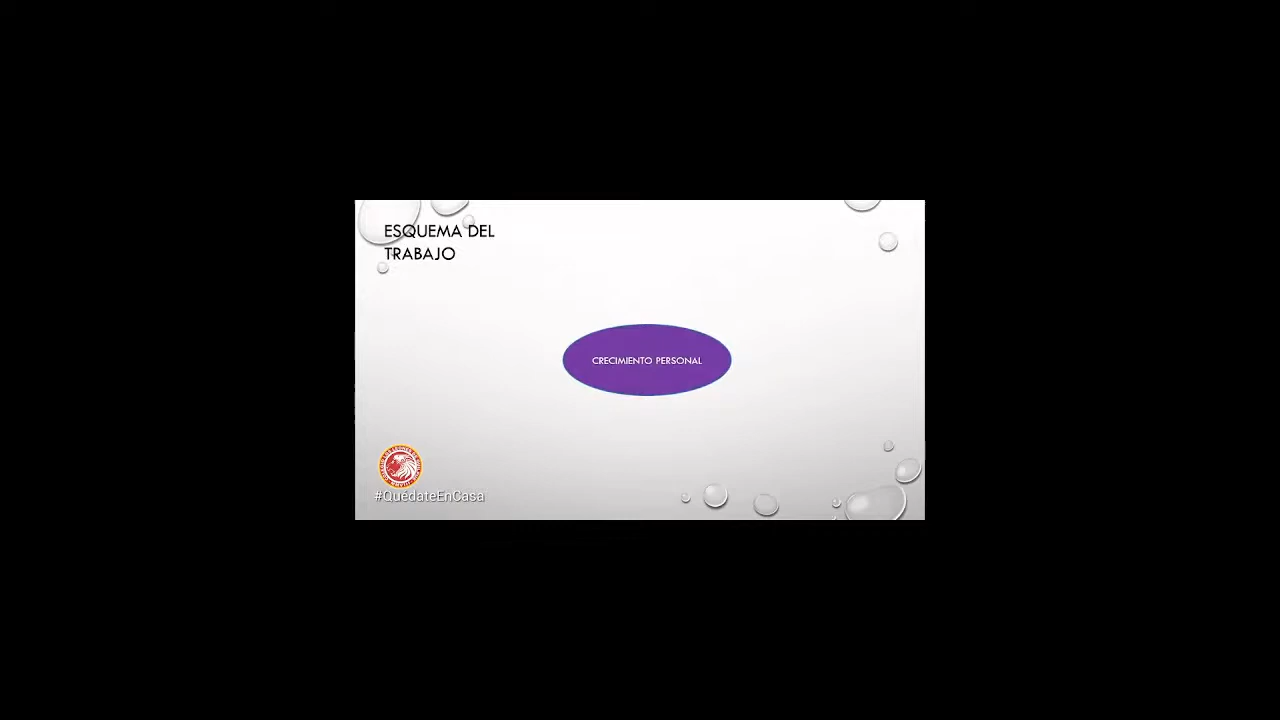 ESQUEMA DEL
TRABAJO
CRECIMIENTO PERSONAL
#QuédateEnCasa